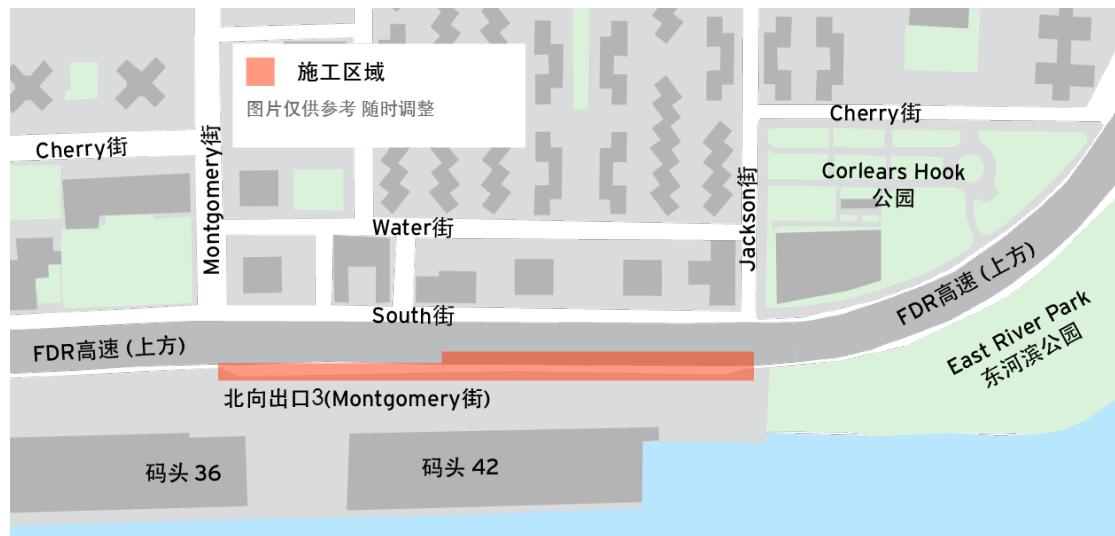 施工区域
图片仅供参考 随时调整
Cherry街
Cherry街
Montgomery街
Corlears Hook
公园
Jackson街
Water街
South街
FDR高速 (上方)
FDR高速 (上方)
East River Park
东河滨公园
北向出口3(Montgomery街)
码头 36
码头 42